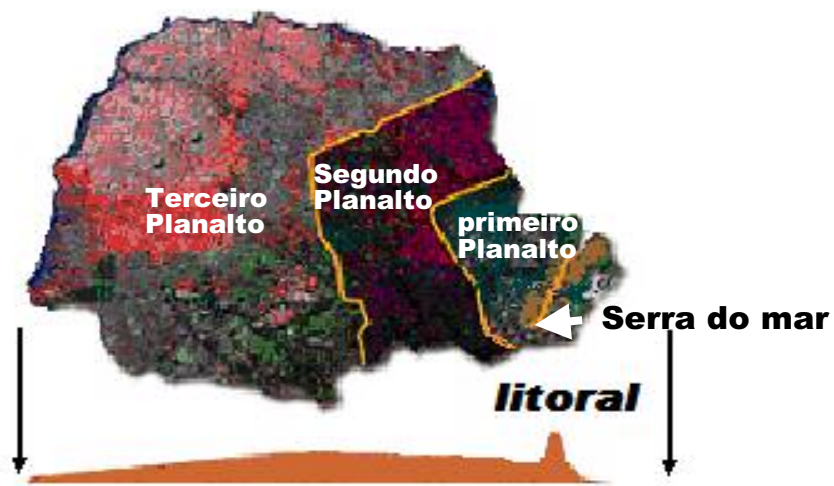 Segundo
Planalto
Terceiro
Planalto
primeiro
Planalto
Serra do mar
litoral